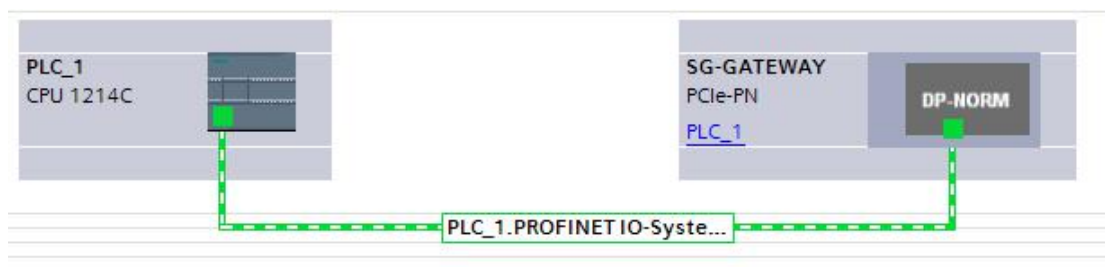 PLC_1
CPU 1214C
SG-GATEWAY
PCIe-PN
PLC_1
DP-NORM
PLC_1.PROFINET IO-Syste...